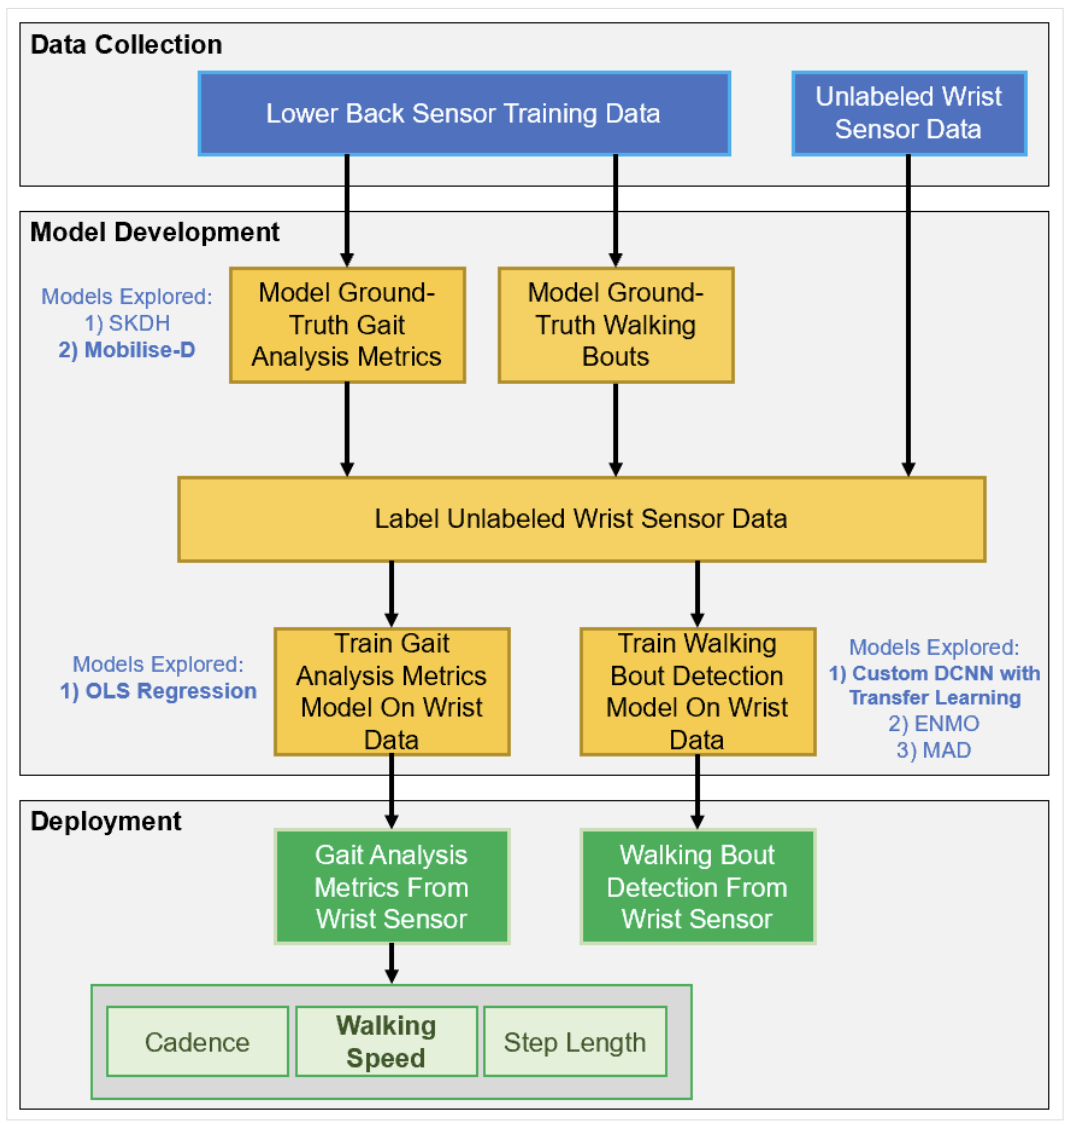 Data Collection
Lower Back Sensor Training Data
Unlabeled Wrist
Sensor Data
Model Development
Models Explored:
1) SKDH
2) Mobilise-D
Model Ground-
Truth Gait
Analysis Metrics
Model Ground-
Truth Walking
Bouts
Label Unlabeled Wrist Sensor Data
Models Explored:
1) OLS Regression
Train Gait
Analysis Metrics
Model On Wrist
Data
Train Walking
Bout Detection
Model On Wrist
Data
Models Explored:
1) Custom DCNN with
Transfer Learning
2) ENMO
3) MAD
Deployment
Gait Analysis
Metrics From
Wrist Sensor
Walking Bout
Detection From
Wrist Sensor
Cadence
Walking
Speed
Step Length